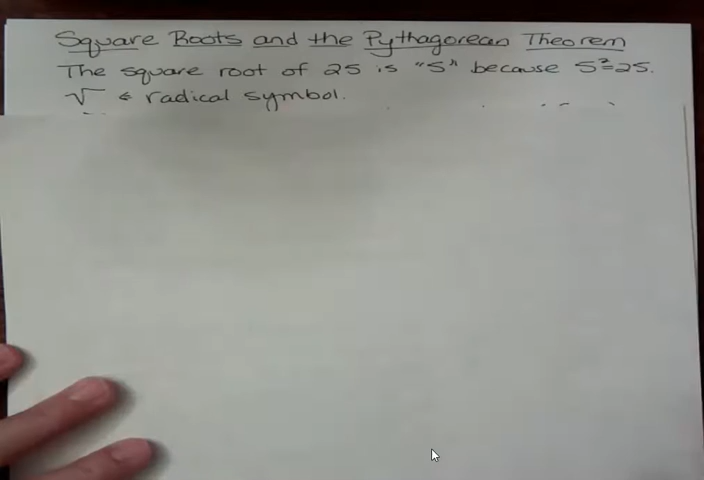 Square Roots and the Pythagorean Theorem
The square root of 25 is "5" because 5²=25.
√ ← radical symbol.